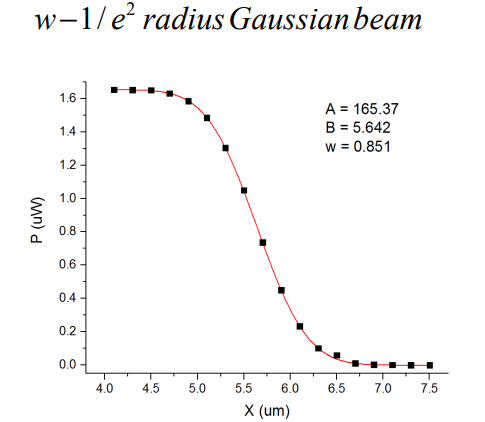 w–1/e² radius Gaussian beam
A = 165.37
B = 5.642
w = 0.851
1.6
1.4
1.2
1.0
0.8
0.6
0.4
0.2
0.0
P (uW)
4.0 4.5 5.0 5.5 6.0 6.5 7.0 7.5
X (um)